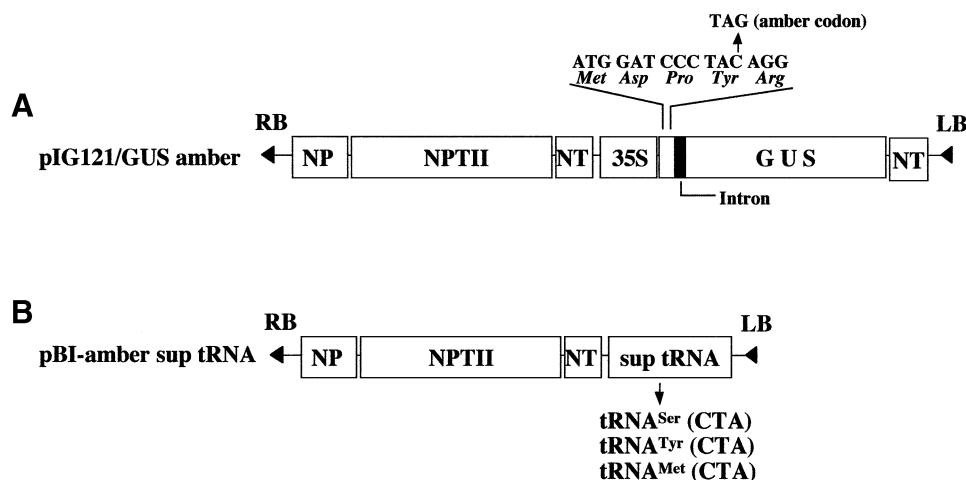 TAG (amber codon)
ATG GAT CCC TAC AGG
Met Asp Pro Tyr Arg
A
RB
LB
pIG121/GUS amber
NP
NPTII
NT
35S
G U S
NT
Intron
B
RB
LB
pBI-amber sup tRNA
NP
NPTII
NT
sup tRNA
tRNASer (CTA)
tRNATyr (CTA)
tRNAMet (CTA)